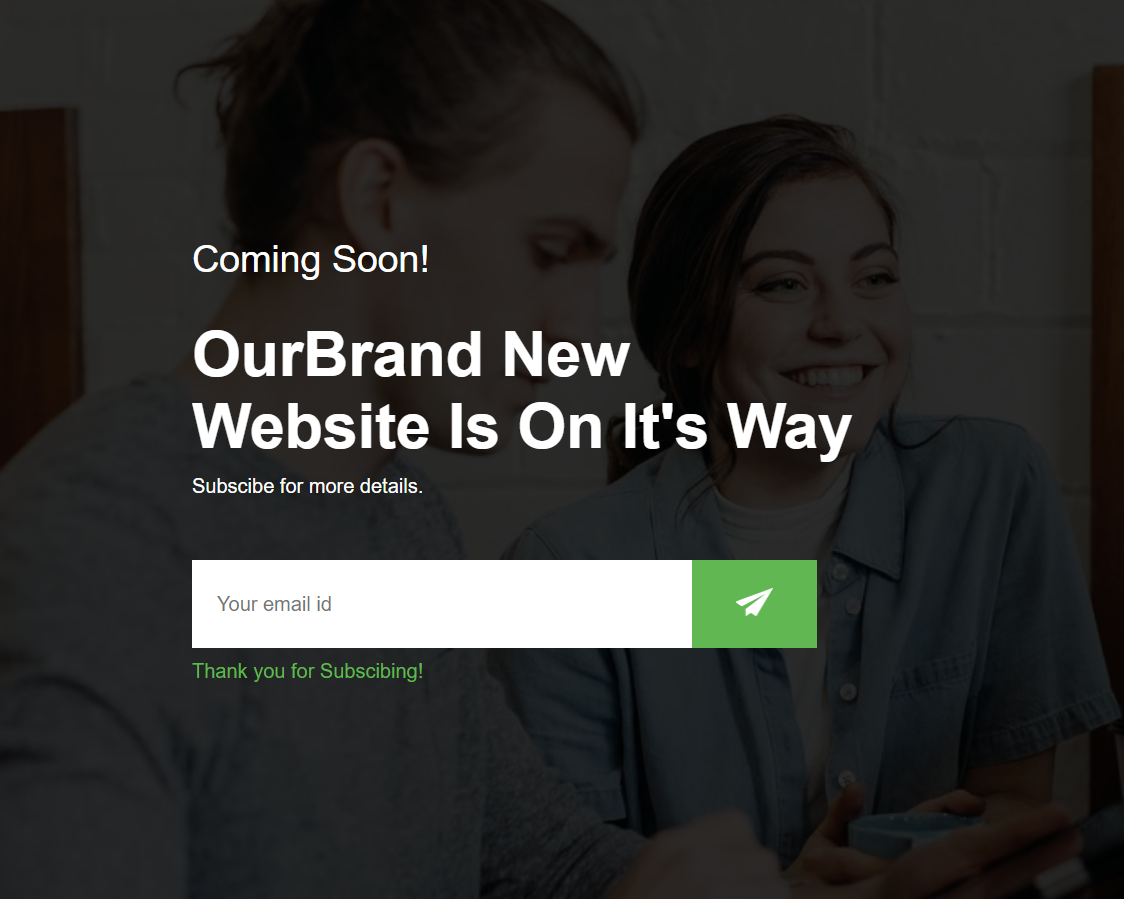 Coming Soon!
OurBrand New
Website Is On It's Way
Subscibe for more details.
Your email id
Thank you for Subscibing!